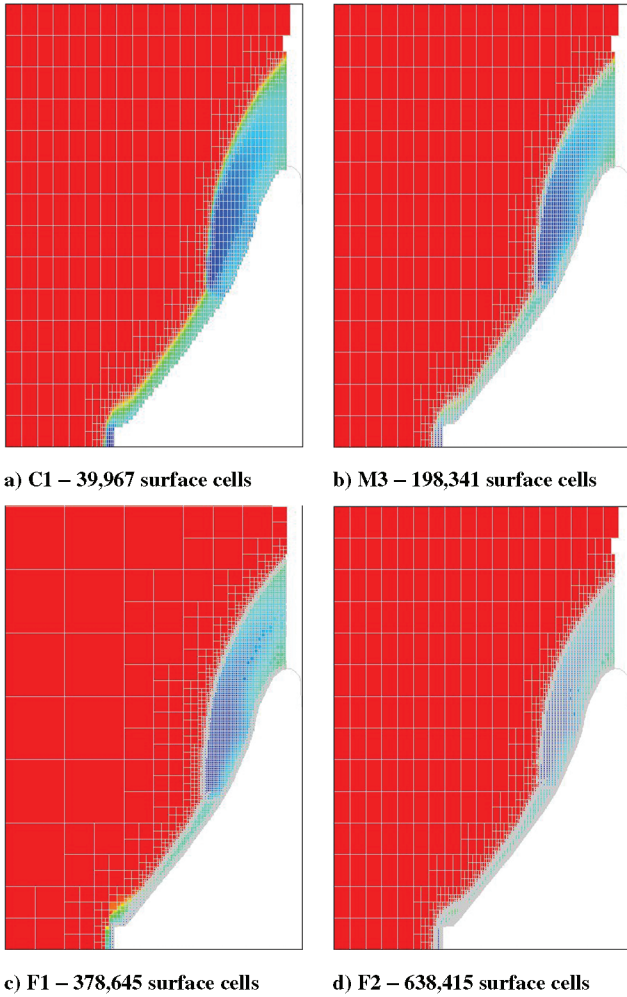 a) C1 – 39,967 surface cells
b) M3 – 198,341 surface cells
c) F1 – 378,645 surface cells
d) F2 – 638,415 surface cells